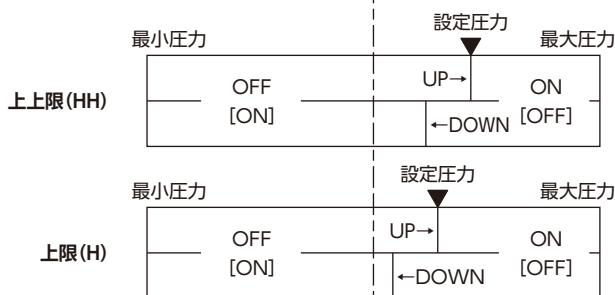 設定圧力
最小圧力
最大圧力
上上限(HH)
OFF
[ON]
UP→
←DOWN
ON
[OFF]
設定圧力
最小圧力
最大圧力
上限(H)
OFF
[ON]
UP→
←DOWN
ON
[OFF]